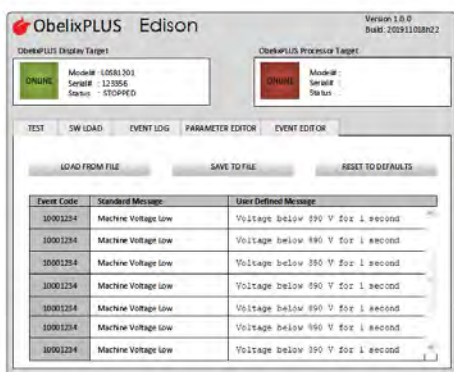 ObelixPLUS Edison
Version 1.0.0
Build: 201911018h22
ObelixPLUS Display Target
ONLINE
Model# : LOSB1201
Serial# : 123356
Status : STOPPED
ObelixPLUS Processor Target
ONLINE
Model# :
Serial# :
Status :
TEST SW LOAD EVENT LOG PARAMETER EDITOR EVENT EDITOR
LOAD FROM FILE SAVE TO FILE RESET TO DEFAULTS
Event Code Standard Message User Defined Message
10001234 Machine Voltage Low Voltage below 890 V for 1 second
10001234 Machine Voltage Low Voltage below 890 V for 1 second
10001234 Machine Voltage Low Voltage below 890 V for 1 second
10001234 Machine Voltage Low Voltage below 890 V for 1 second
10001234 Machine Voltage Low Voltage below 890 V for 1 second
10001234 Machine Voltage Low Voltage below 890 V for 1 second
10001234 Machine Voltage Low Voltage below 890 V for 1 second